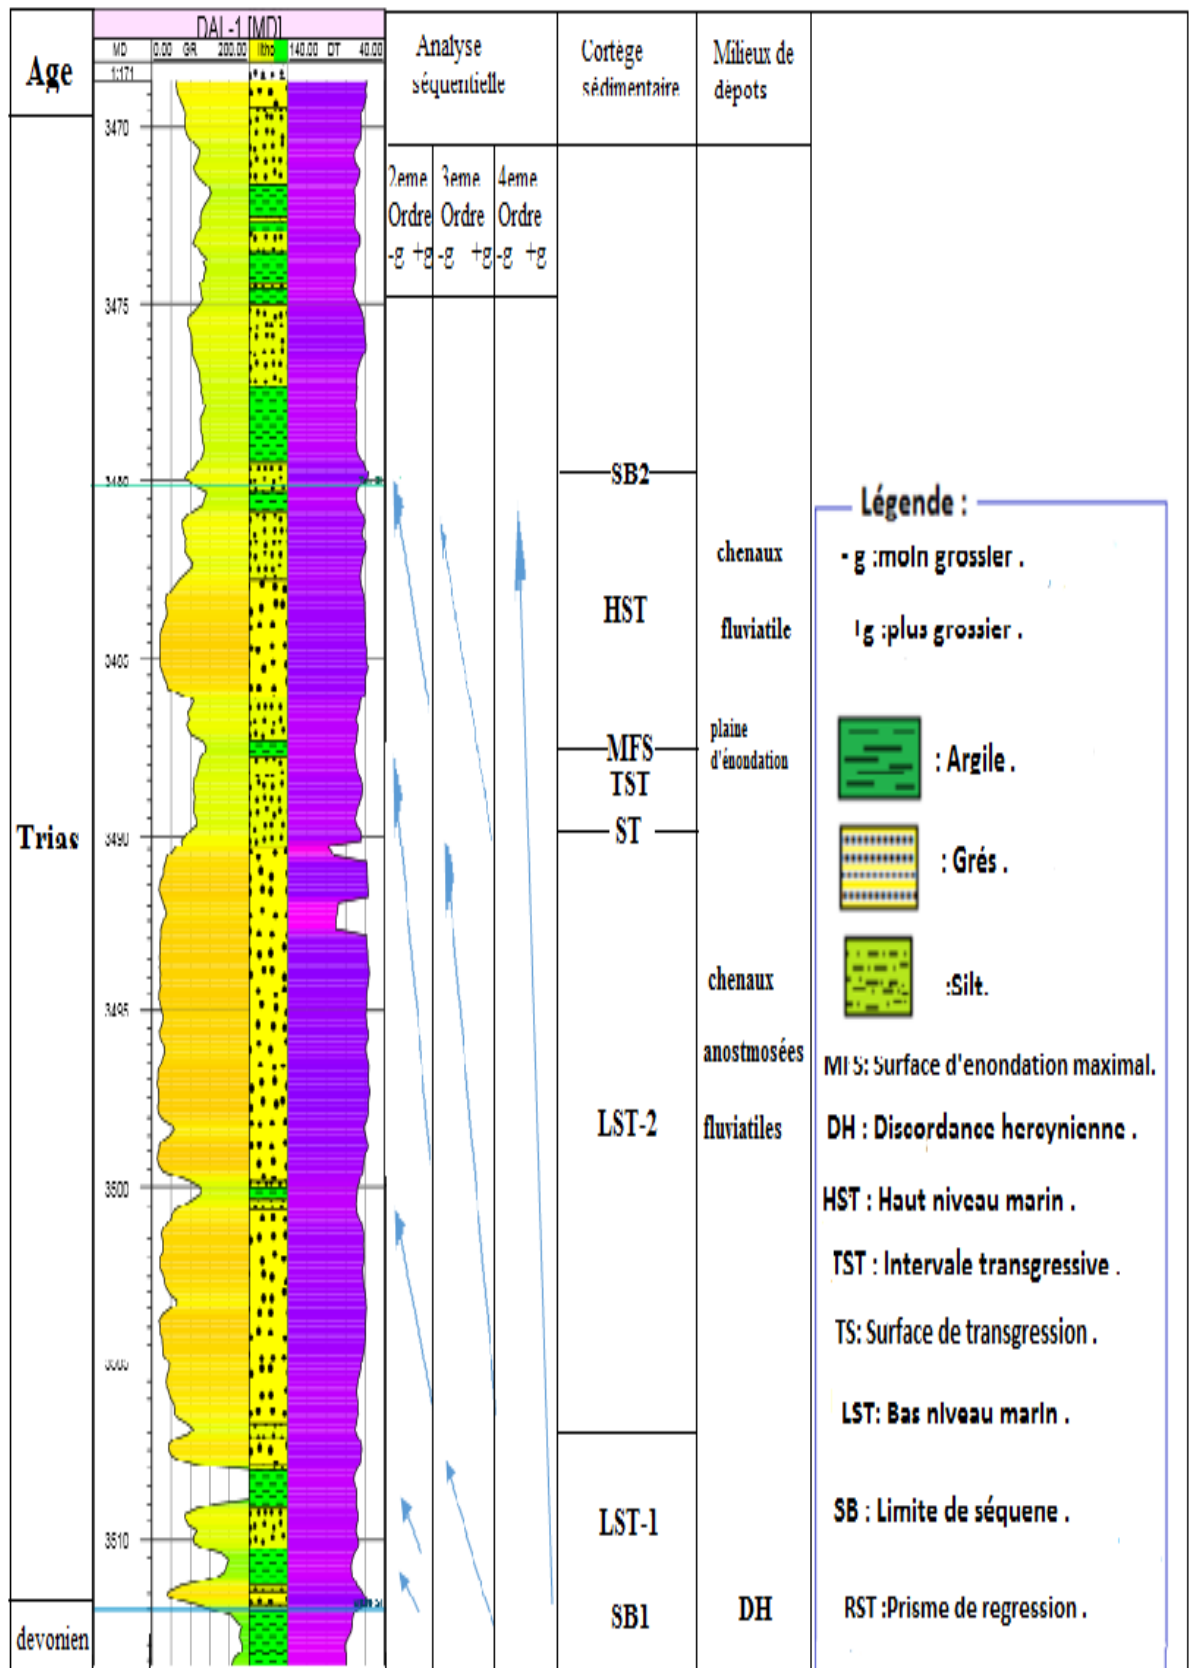 Age
DAL-1 [MD]
MD 0.00 GR 200.00 litho 140.00 DT 40.00
1:171
Analyse
séquentielle
Cortège
sédimentaire
Milieux de
dépots
2eme
Ordre
-g +g
3eme
Ordre
-g +g
4eme
Ordre
-g +g
3470
3475
3480
3485
3490
3495
3500
3505
3510
Trias
devonien
SB2
HST
MFS
TST
ST
LST-2
LST-1
SB1
chenaux
fluviatile
plaine
d'énondation
chenaux
anostmosées
fluviatiles
DH
Légende :
- g :moin grossier .
g :plus grossier .
: Argile .
: Grés .
:Silt.
MFS: Surface d'enondation maximal.
DH : Discordance hercynienne .
HST : Haut niveau marin .
TST : Intervale transgressive .
TS: Surface de transgression .
LST: Bas niveau marin .
SB : Limite de séquene .
RST :Prisme de regression .